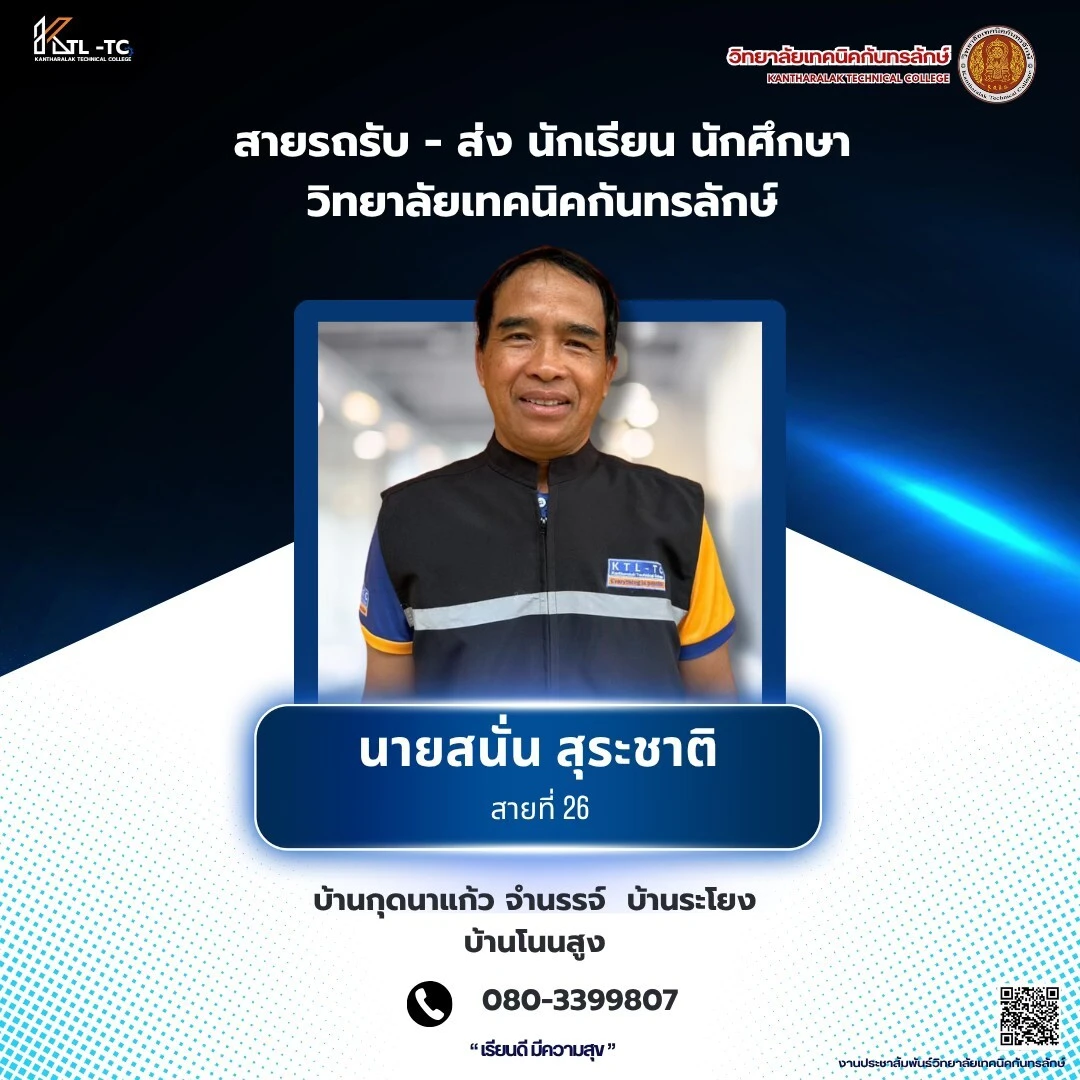 KTL-TC
KANTHARALAK TECHNICAL COLLEGE
วิทยาลัยเทคนิคกันทรลักษ์
KANTHARALAK TECHNICAL COLLEGE
สายรถรับ - ส่ง นักเรียน นักศึกษา
วิทยาลัยเทคนิคกันทรลักษ์
KTL-TC
นายสนั่น สุระชาติ
สายที่ 26
บ้านกุดนาแก้ว จำนรรจ์ บ้านระโยง
บ้านโนนสูง
080-3399807
“ เรียนดี มีความสุข ”
งานประชาสัมพันธ์วิทยาลัยเทคนิคกันทรลักษ์